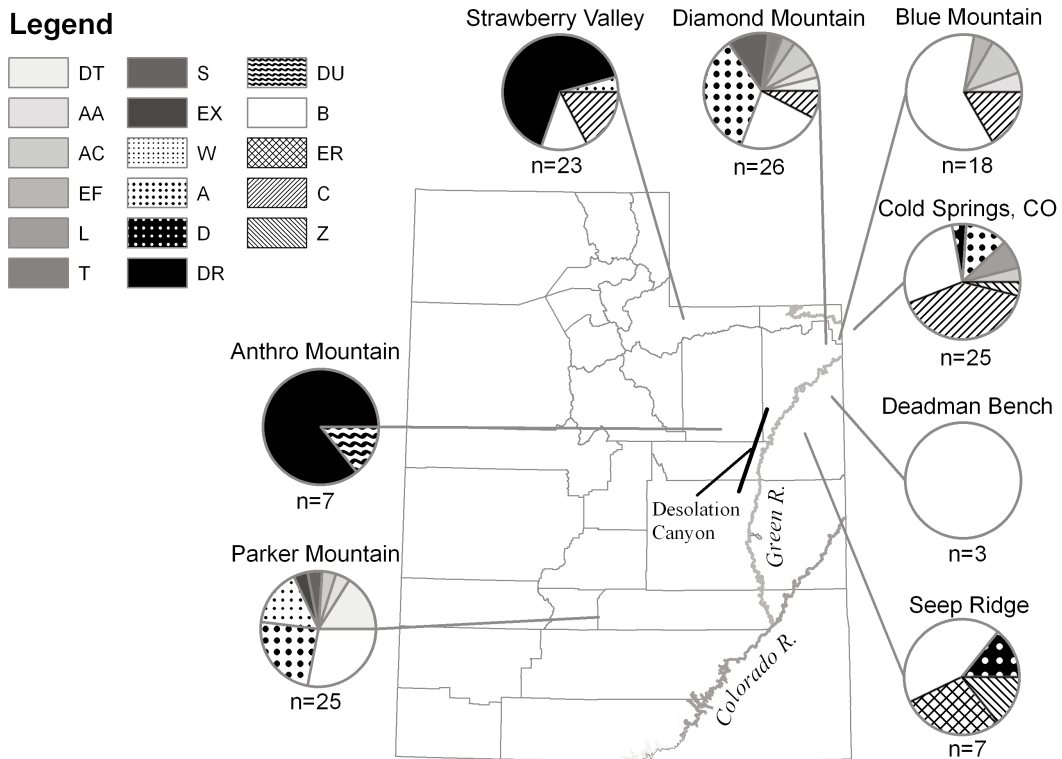 Legend
DT
AA
AC
EF
L
T
S
EX
W
A
D
DR
DU
B
ER
C
Z
Strawberry Valley
n=23
Diamond Mountain
n=26
Blue Mountain
n=18
Cold Springs, CO
n=25
Anthro Mountain
n=7
Deadman Bench
n=3
Desolation
Canyon
Green R.
Parker Mountain
n=25
Colorado R.
Seep Ridge
n=7